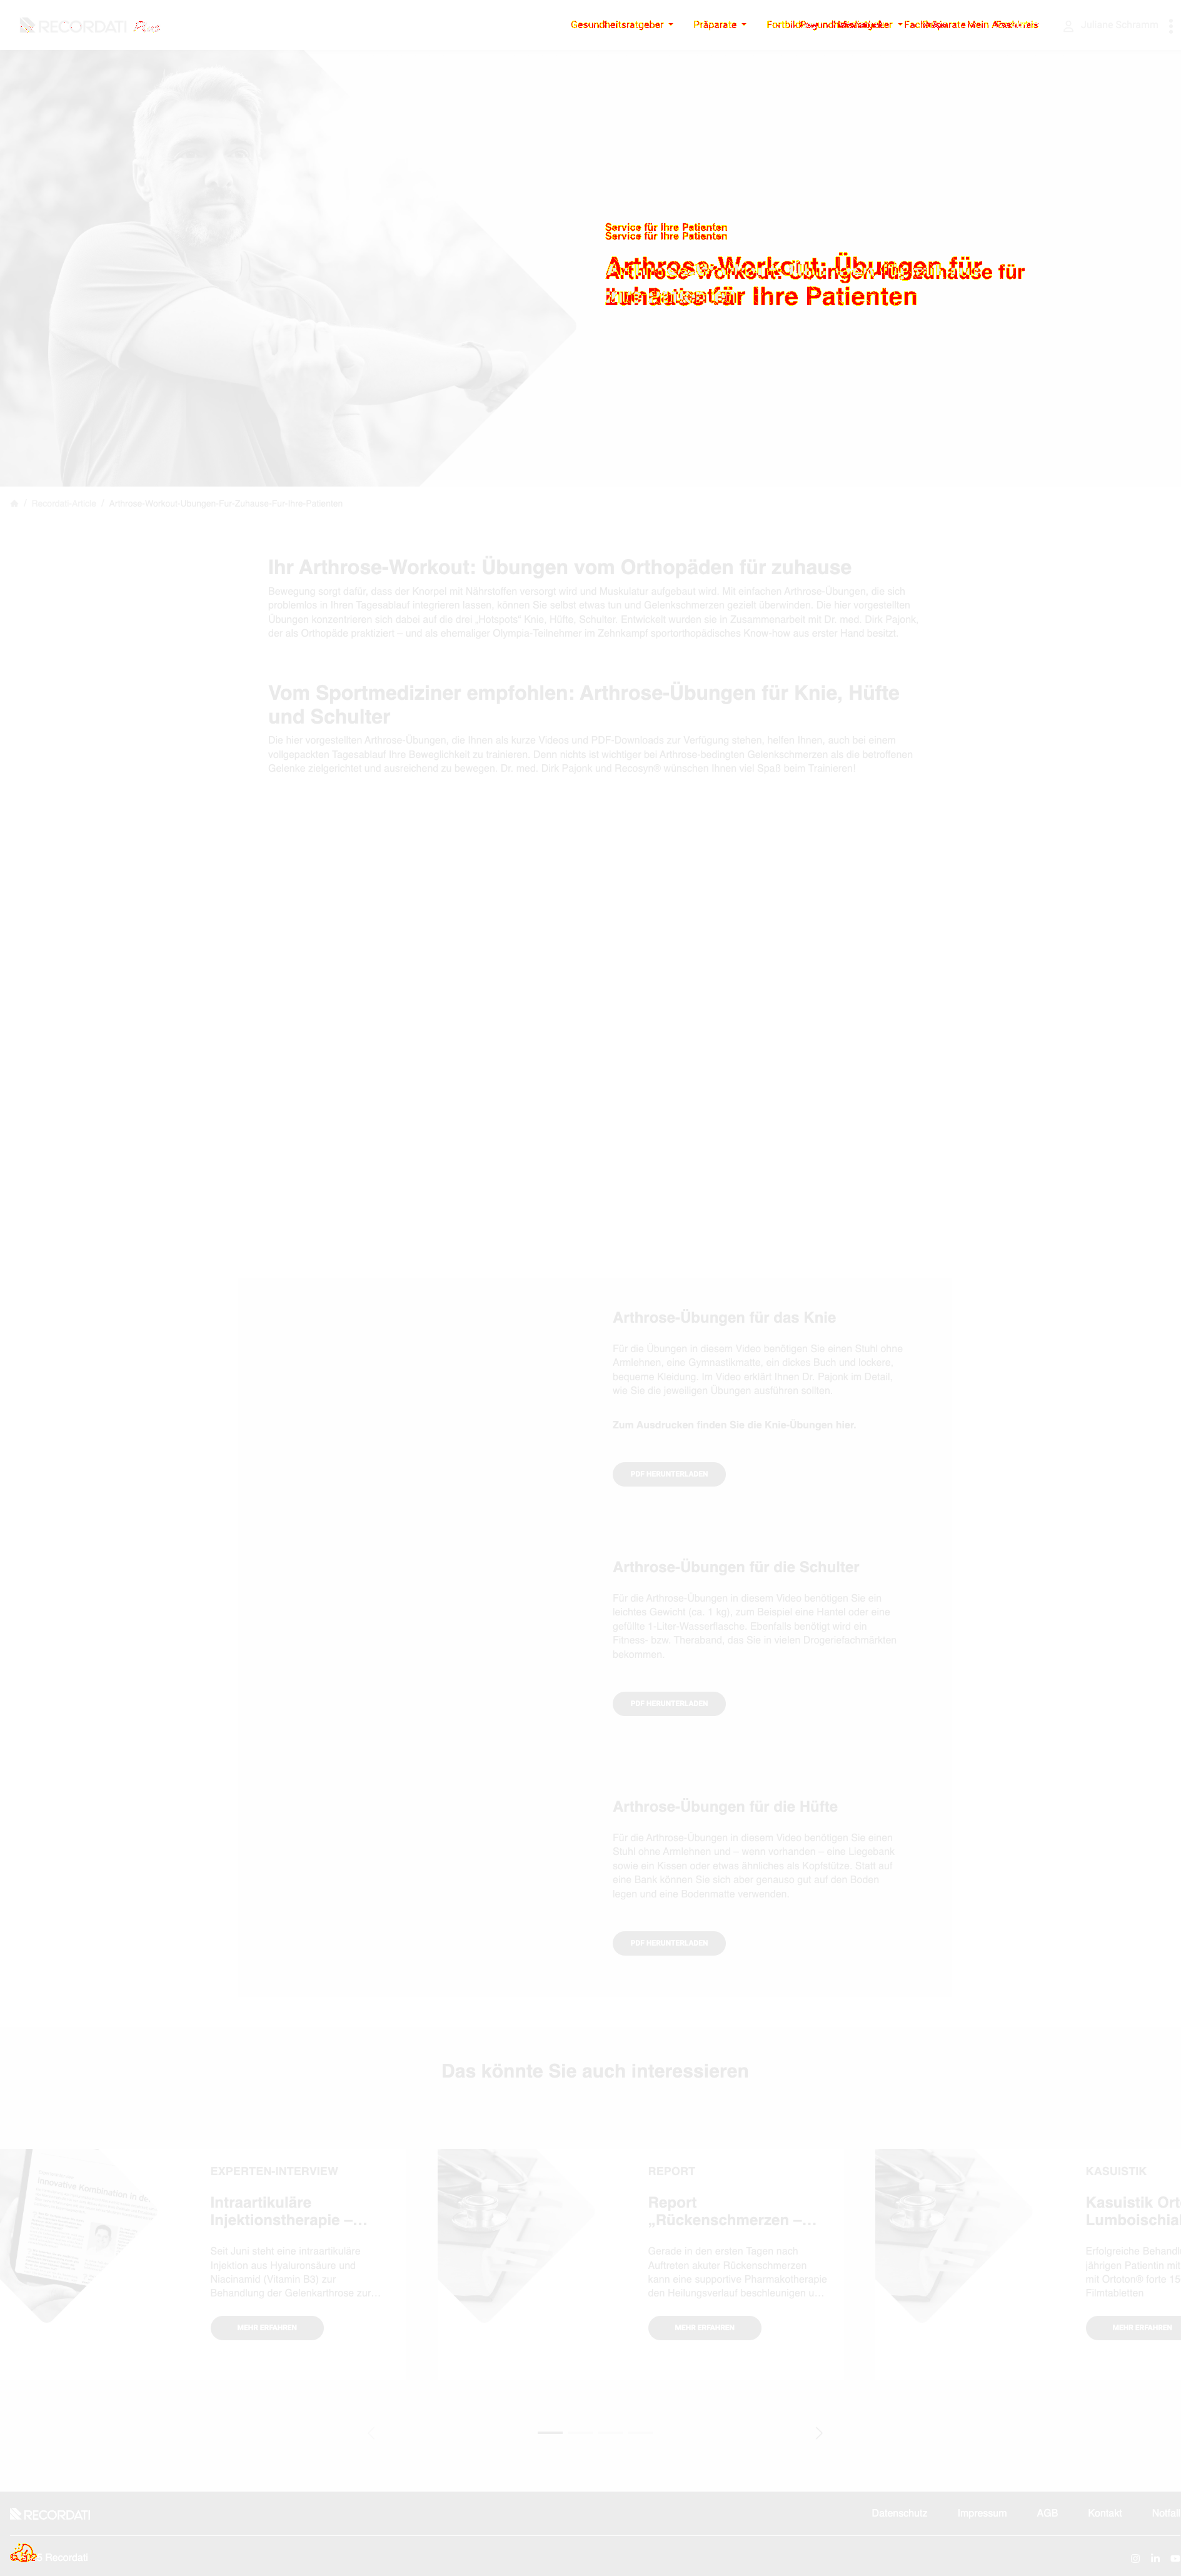 RECORDATI Plus
Gesundheitsratgeber Präparate Mein Account
Juliane Schramm
Service für Ihre Patienten
Service für Ihre Patienten
Arthrose-Workout: Übungen für zuhause für Ihre Patienten
/ Recordati-Artikel / Arthrose-Workout-Ubungen-Fur-Zuhause-Fur-Ihre-Patienten
Ihr Arthrose-Workout: Übungen vom Orthopäden für zuhause
Bewegung sorgt dafür, dass der Knorpel mit Nährstoffen versorgt wird und Muskulatur aufgebaut wird. Mit einfachen Arthrose-Übungen, die sich
problemlos in Ihren Tagesablauf integrieren lassen, können Sie selbst etwas tun und Gelenkschmerzen gezielt überwinden. Die hier vorgestellten
Übungen konzentrieren sich dabei auf die drei „Hotspots“ Knie, Hüfte, Schulter. Entwickelt wurden sie in Zusammenarbeit mit Dr. med. Dirk Pajonk,
der als Orthopäde praktiziert – und als ehemaliger Olympia-Teilnehmer im Zehnkampf sportorthopädisches Know-how aus erster Hand besitzt.
Vom Sportmediziner empfohlen: Arthrose-Übungen für Knie, Hüfte
und Schulter
Die hier vorgestellten Arthrose-Übungen, die Ihnen als kurze Videos und PDF-Downloads zur Verfügung stehen, helfen Ihnen, auch bei einem
vollgepackten Tagesablauf Ihre Beweglichkeit zu trainieren. Denn nichts ist wichtiger bei Arthrose-bedingten Gelenkschmerzen als die betroffenen
Gelenke zielgerichtet und ausreichend zu bewegen. Dr. med. Dirk Pajonk und Recosyn® wünschen Ihnen viel Spaß beim Trainieren!
Arthrose-Übungen für das Knie
Für die Übungen in diesem Video benötigen Sie einen Stuhl ohne
Armlehnen, eine Gymnastikmatte, ein dickes Buch und lockere,
bequeme Kleidung. Im Video erklärt Ihnen Dr. Pajonk im Detail,
wie Sie die jeweiligen Übungen ausführen sollten.
Zum Ausdrucken finden Sie die Knie-Übungen hier.
PDF HERUNTERLADEN
Arthrose-Übungen für die Schulter
Für die Arthrose-Übungen in diesem Video benötigen Sie ein
leichtes Gewicht (ca. 1 kg), zum Beispiel eine Hantel oder eine
gefüllte 1-Liter-Wasserflasche. Ebenfalls benötigt wird ein
Fitness- bzw. Theraband, das Sie in vielen Drogeriefachmärkten
bekommen.
PDF HERUNTERLADEN
Arthrose-Übungen für die Hüfte
Für die Arthrose-Übungen in diesem Video benötigen Sie einen
Stuhl ohne Armlehnen und – wenn vorhanden – eine Liegebank
sowie ein Kissen oder etwas ähnliches als Kopfstütze. Statt auf
eine Bank können Sie sich aber genauso gut auf den Boden
legen und eine Bodenmatte verwenden.
PDF HERUNTERLADEN
Das könnte Sie auch interessieren
EXPERTEN-INTERVIEW
Intraartikuläre
Injektionstherapie –...
Seit Juni steht eine intraartikuläre
Injektion aus Hyaluronsäure und
Niacinamid (Vitamin B3) zur
Behandlung der Gelenkarthrose zur...
MEHR ERFAHREN
REPORT
Report
„Rückenschmerzen –...
Gerade in den ersten Tagen nach
Auftreten akuter Rückenschmerzen
kann eine supportive Pharmakotherapie
den Heilungsverlauf beschleunigen u...
MEHR ERFAHREN
KASUISTIK
Kasuistik Ort
Lumboischial
Erfolgreiche Behandl
jährigen Patientin mit
mit Ortoton® forte 15
Filmtabletten
MEHR ERFAHREN
RECORDATI
Datenschutz Impressum AGB Kontakt Notfall
Recordati